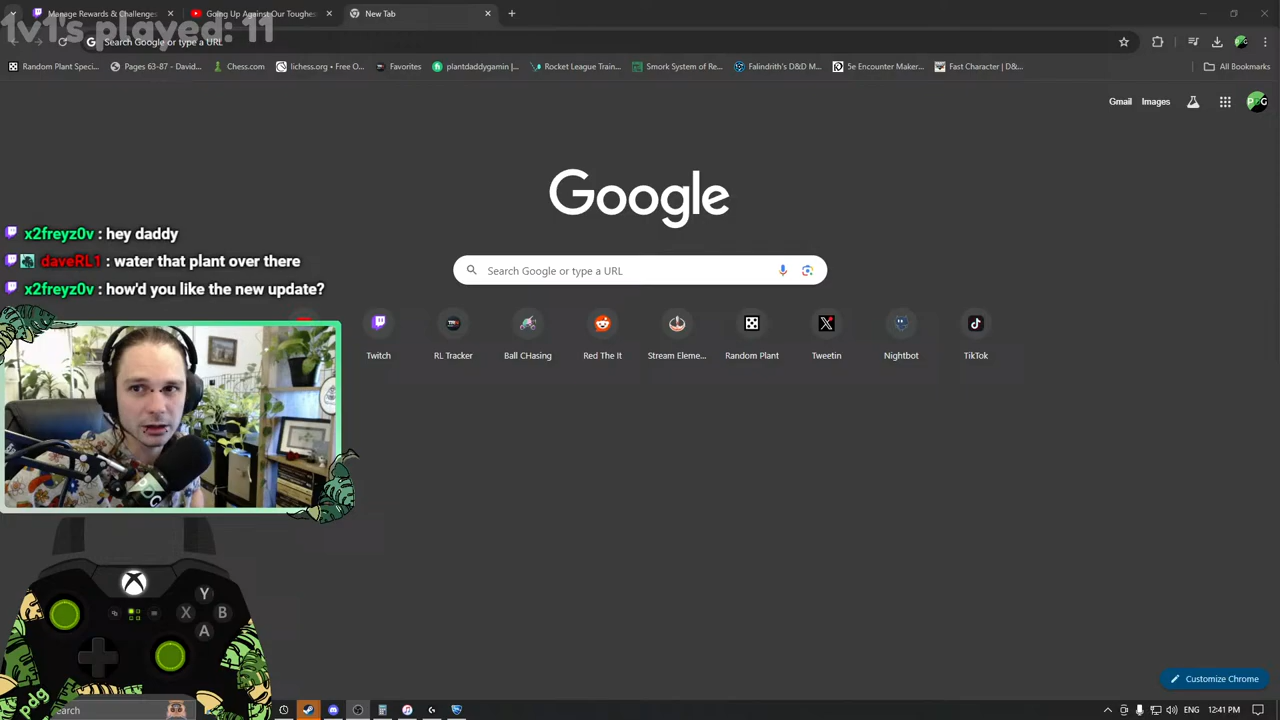 Manage Rewards & Challenges
Going Up Against Our Toughes
New Tab
1v1's played: 11
Search Google or type a URL
Random Plant Speci...
Pages 63-87 - David...
Chess.com
lichess.org • Free O...
Favorites
plantdaddygamin |...
Rocket League Train...
Smork System of Re...
Falindrith's D&D M...
5e Encounter Maker...
Fast Character | D&...
All Bookmarks
Gmail
Images
PDG
Google
x2freyz0v : hey daddy
daveRL1 : water that plant over there
Search Google or type a URL
x2freyz0v : how'd you like the new update?
Twitch
RL Tracker
Ball CHasing
Red The It
Stream Eleme...
Random Plant
Tweetin
Nightbot
TikTok
PDG
Y
X
B
A
pdg
Customize Chrome
earch
ENG
12:41 PM